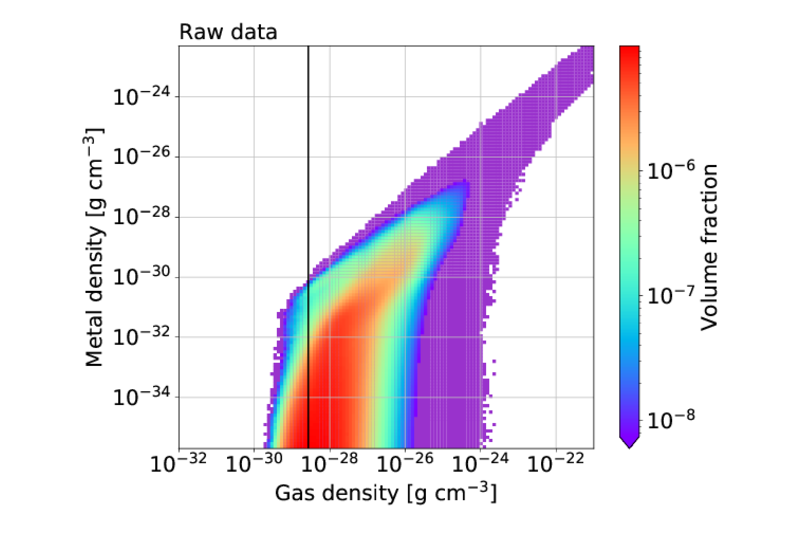 Raw data
10⁻²⁴
10⁻²⁶
10⁻²⁸
10⁻³⁰
10⁻³²
10⁻³⁴
Metal density [g cm⁻³]
10⁻³² 10⁻³⁰ 10⁻²⁸ 10⁻²⁶ 10⁻²⁴ 10⁻²²
Gas density [g cm⁻³]
10⁻⁶
10⁻⁷
10⁻⁸
Volume fraction